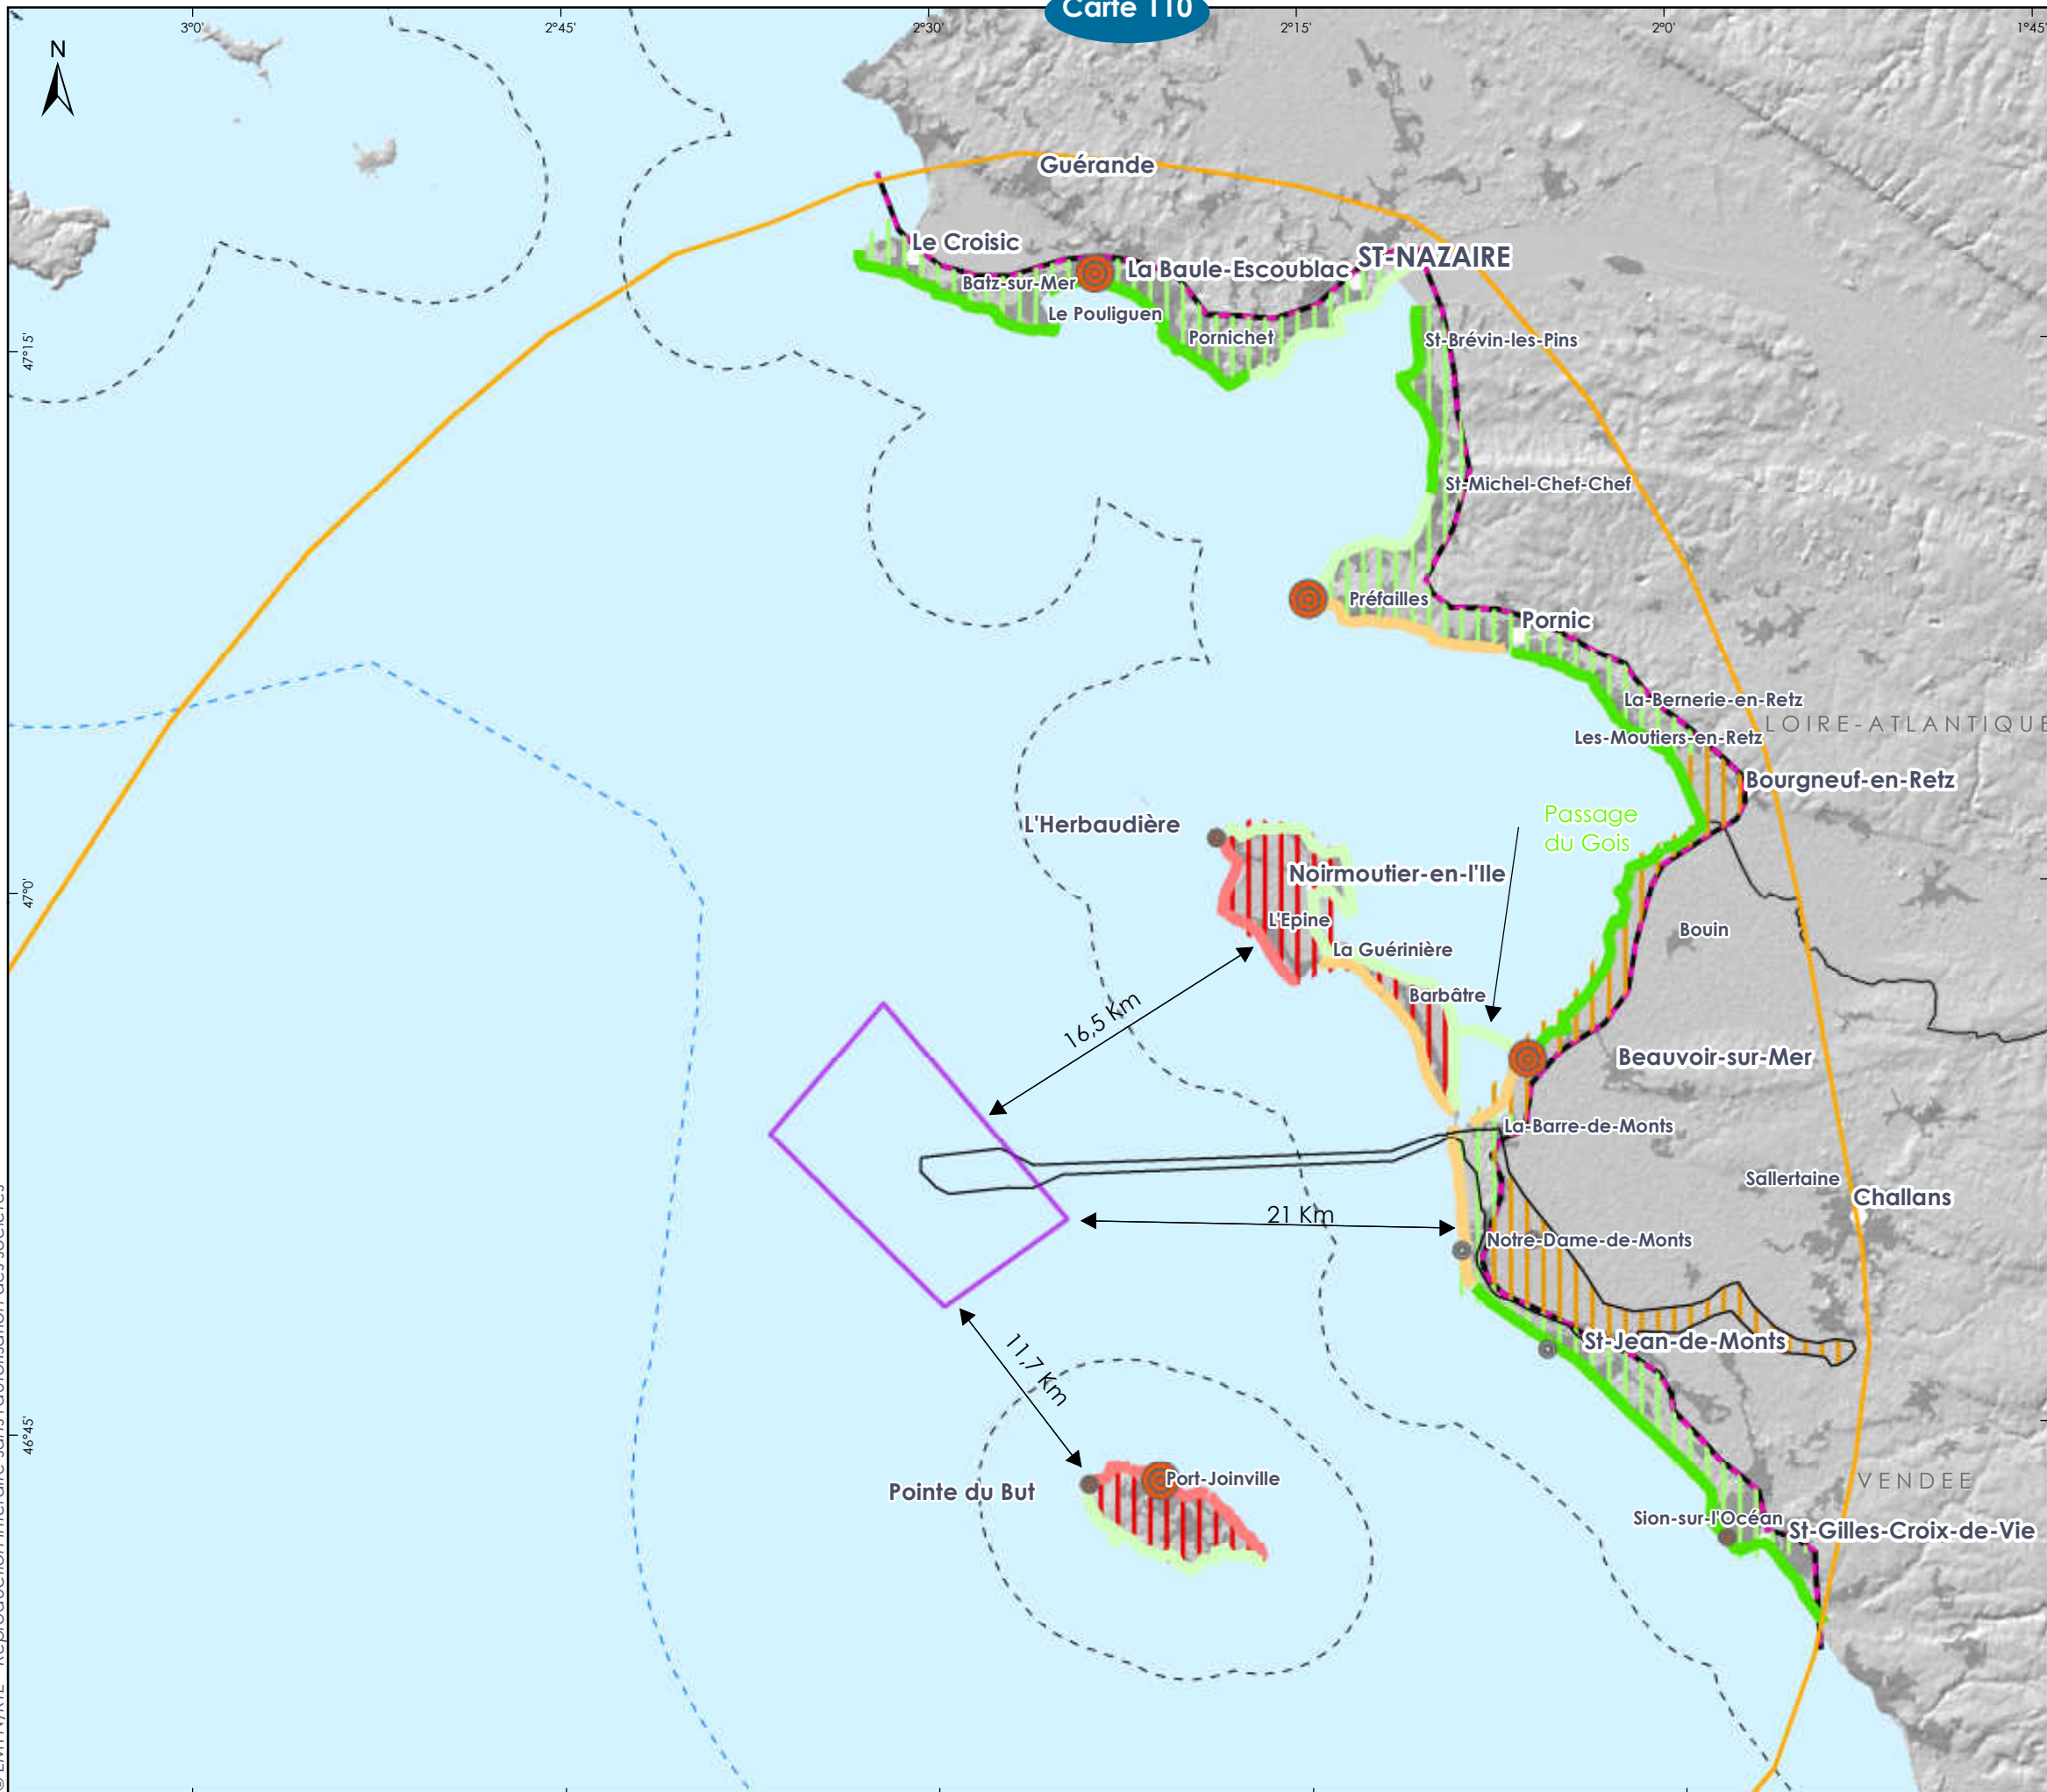 Carte 110
3°0'
2°45'
2°30'
2°15'
2°0'
1°45'
N
Guérande
Le Croisic
ST-NAZAIRE
La Baule-Escoublac
Batz-sur-Mer
Le Pouliguen
47°15'
Pornichet
St-Brévin-les-Pins
St-Michel-Chef-Chef
Préfailles
Pornic
La-Bernerie-en-Retz
LOIRE-ATLANTIQUE
Les-Moutiers-en-Retz
Bourgneuf-en-Retz
Passage
du Gois
L'Herbaudière
Noirmoutier-en-l'Ile
47°0'
L'Epine
Bouin
La Guérinière
Barbâtre
16,5 Km
Beauvoir-sur-Mer
La-Barre-de-Monts
Sallertaine
Challans
21 Km
Notre-Dame-de-Monts
St-Jean-de-Monts
11,7 Km
46°45'
Port-Joinville
VENDEE
Pointe du But
Sion-sur-l'Océan
St-Gilles-Croix-de-Vie